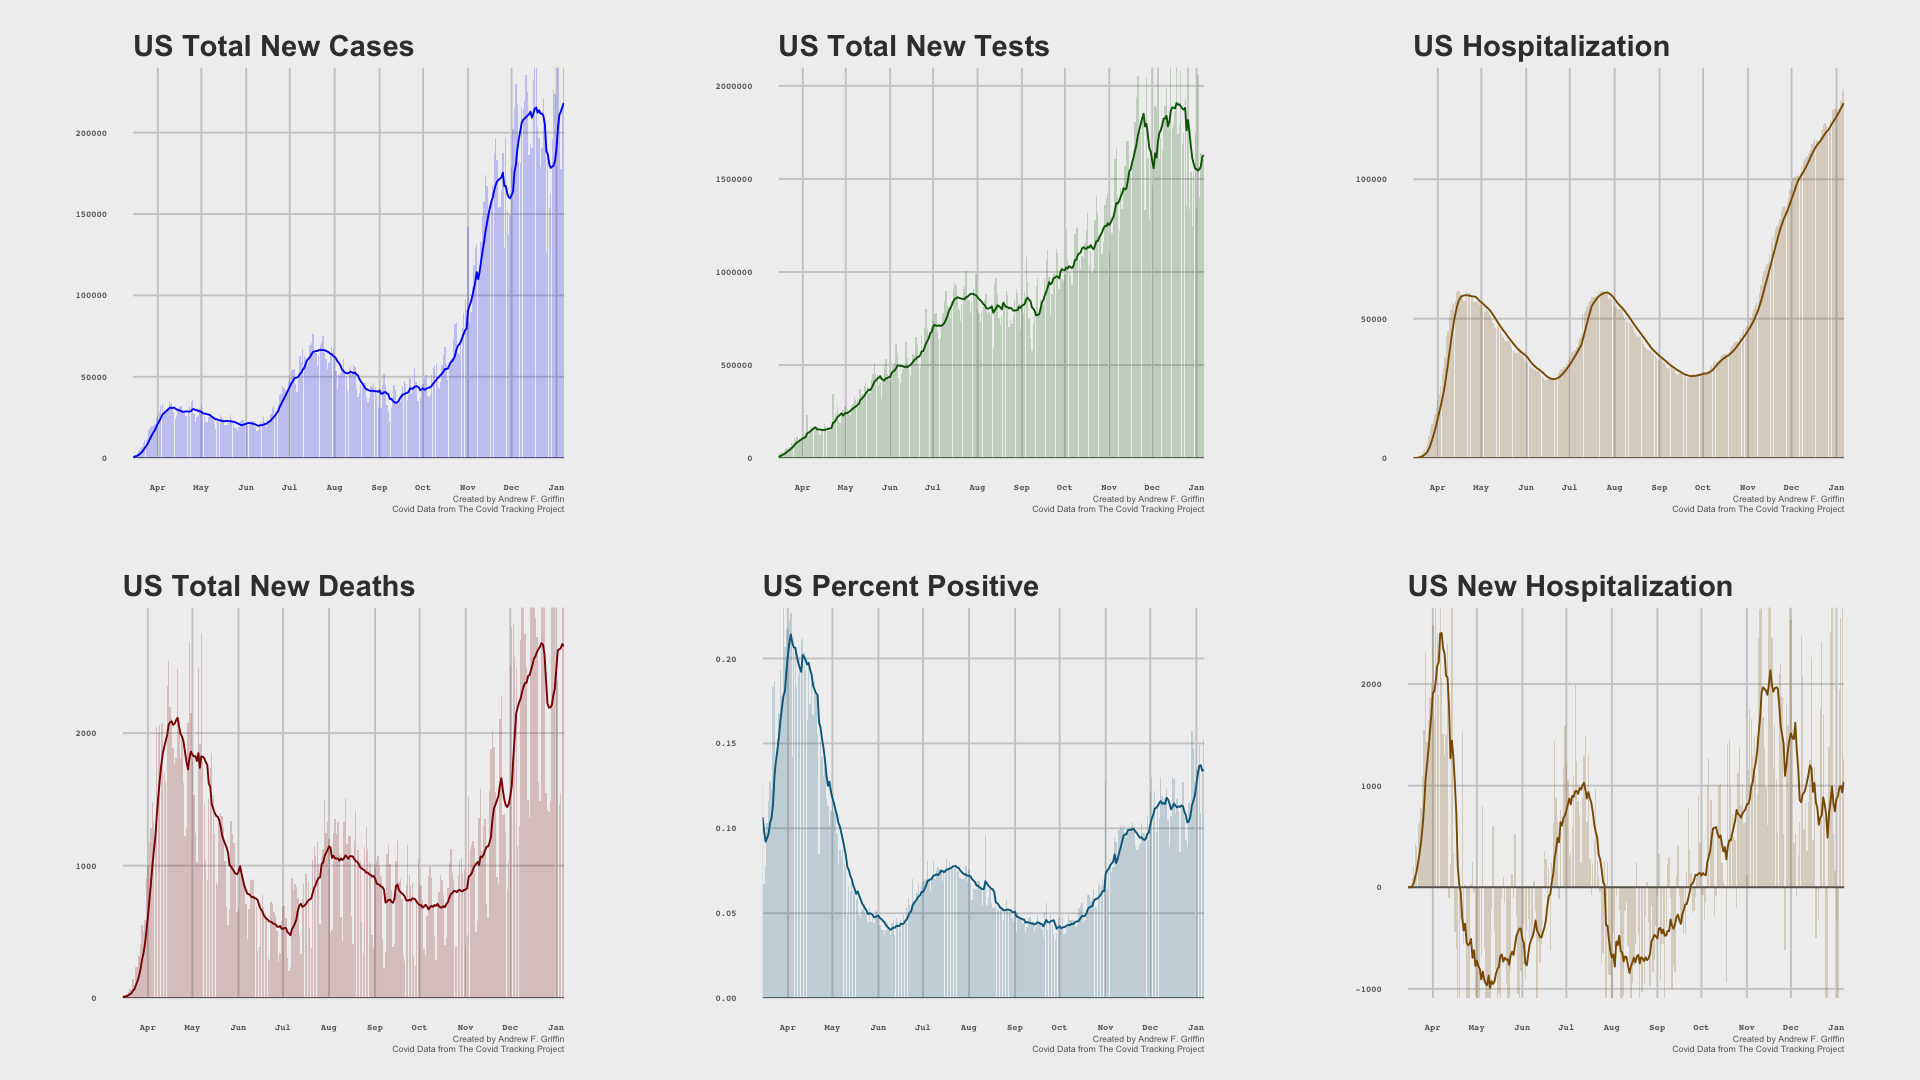 US Total New Cases
200000
150000
100000
50000
0
Apr May Jun Jul Aug Sep Oct Nov Dec Jan
Created by Andrew F. Griffin
Covid Data from The Covid Tracking Project
US Total New Tests
2000000
1500000
1000000
500000
0
Apr May Jun Jul Aug Sep Oct Nov Dec Jan
Created by Andrew F. Griffin
Covid Data from The Covid Tracking Project
US Hospitalization
100000
50000
0
Apr May Jun Jul Aug Sep Oct Nov Dec Jan
Created by Andrew F. Griffin
Covid Data from The Covid Tracking Project
US Total New Deaths
2000
1000
0
Apr May Jun Jul Aug Sep Oct Nov Dec Jan
Created by Andrew F. Griffin
Covid Data from The Covid Tracking Project
US Percent Positive
0.20
0.15
0.10
0.05
0.00
Apr May Jun Jul Aug Sep Oct Nov Dec Jan
Created by Andrew F. Griffin
Covid Data from The Covid Tracking Project
US New Hospitalization
2000
1000
0
−1000
Apr May Jun Jul Aug Sep Oct Nov Dec Jan
Created by Andrew F. Griffin
Covid Data from The Covid Tracking Project